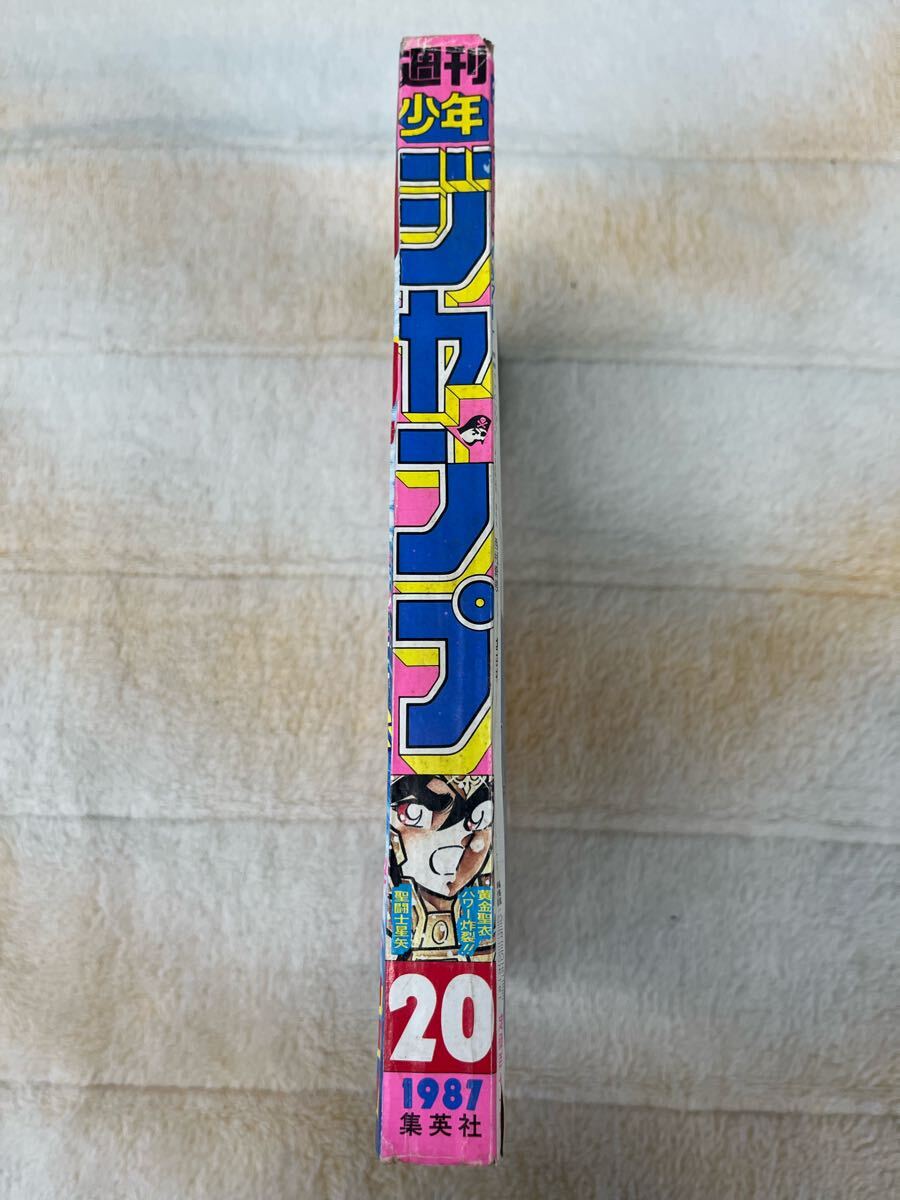 週刊
少年
ジャンプ
黄金聖衣
パワー炸裂!!
聖闘士星矢
20
1987
集英社